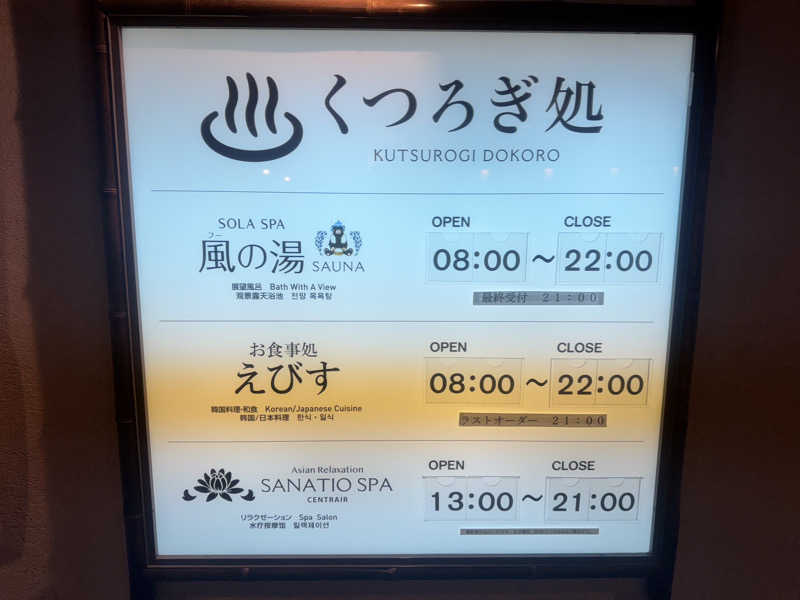 くつろぎ処
KUTSUROGI DOKORO
SOLA SPA
フー
風の湯
SAUNA
展望風呂 Bath With A View
观景露天浴池 전망 목욕탕
OPEN CLOSE
08:00 ～ 22:00
最終受付 21:00
お食事処
えびす
韓国料理・和食 Korean/Japanese Cuisine
韩国/日本料理 한식・일식
OPEN CLOSE
08:00 ～ 22:00
ラストオーダー 21:00
Asian Relaxation
SANATIO SPA
CENTRAIR
リラクゼーション Spa Salon
水疗按摩馆 릴랙제이션
OPEN CLOSE
13:00 ～ 21:00